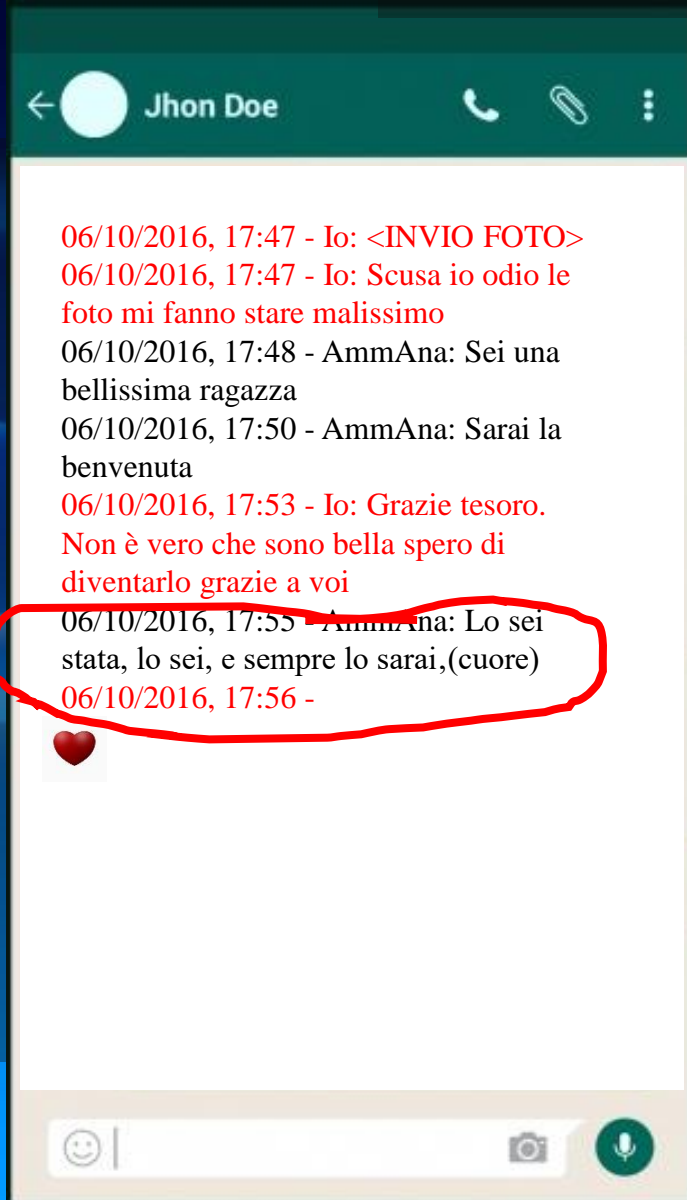 Jhon Doe
06/10/2016, 17:47 - Io: <INVIO FOTO>
06/10/2016, 17:47 - Io: Scusa io odio le
foto mi fanno stare malissimo
06/10/2016, 17:48 - AmmAna: Sei una
bellissima ragazza
06/10/2016, 17:50 - AmmAna: Sarai la
benvenuta
06/10/2016, 17:53 - Io: Grazie tesoro.
Non è vero che sono bella spero di
diventarlo grazie a voi
06/10/2016, 17:55 - AmmAna: Lo sei
stata, lo sei, e sempre lo sarai,(cuore)
06/10/2016, 17:56 -